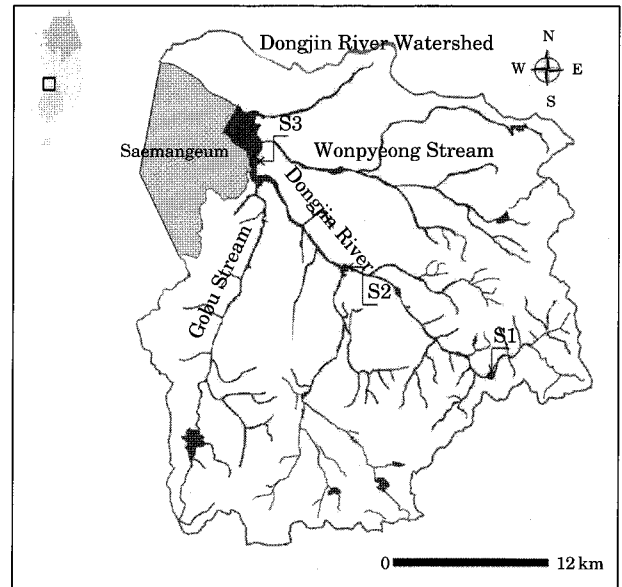 Dongjin River Watershed
N
W E
S
S3
Saemangeum
Wonpyeong Stream
Dongjin River
Gobu Stream
S2
S1
0 12 km